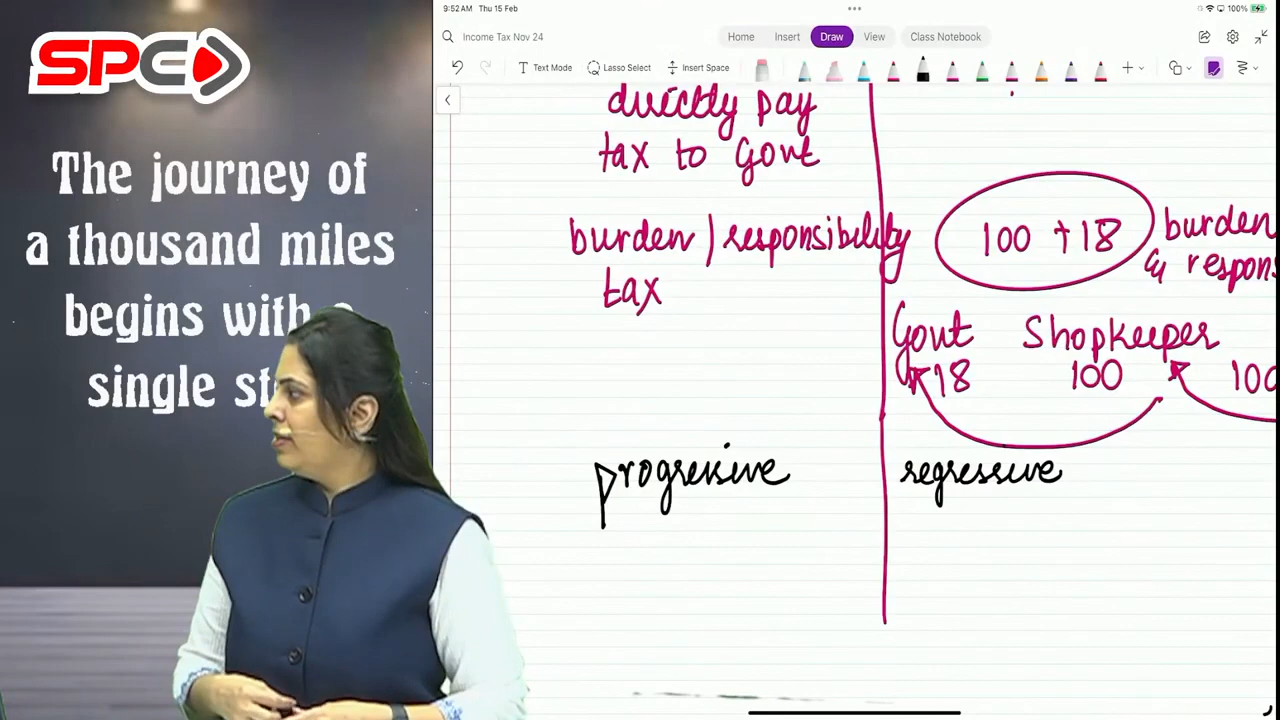 SPE
The journey of
a thousand miles
begins with a
single
9:52 AM Thu 15 Feb
100%
Income Tax Nov 24
Home Insert Draw View Class Notebook
Text Mode Lasso Select Insert Space
directly pay
tax to Govt
burden / responsibility
tax
100 + 18
burden
& respons
Govt Shopkeeper
18 100 100
progressive regressive